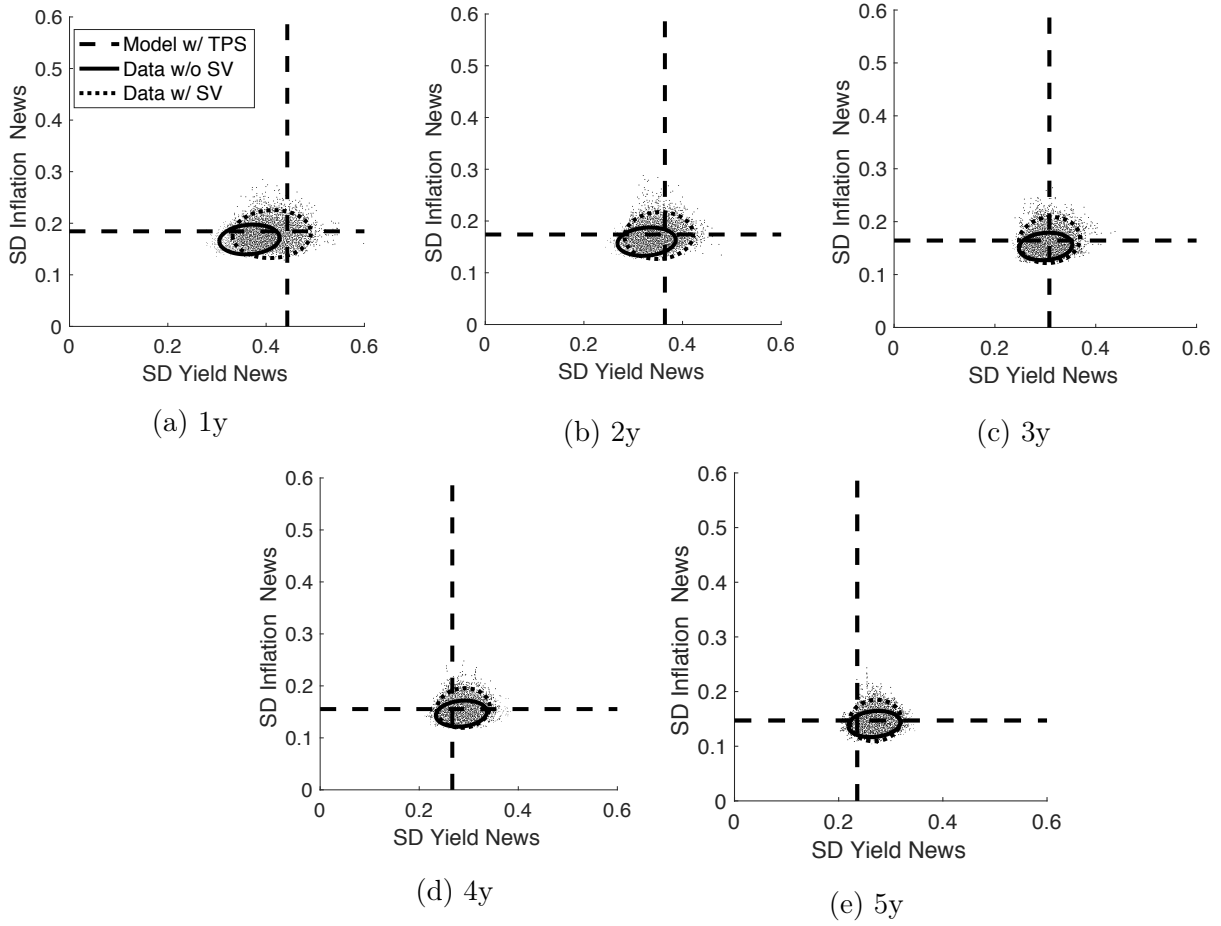 0.6
0.5
0.4
0.3
0.2
0.1
0
SD Inflation News
Model w/ TPS
Data w/o SV
Data w/ SV
0 0.2 0.4 0.6
SD Yield News
(a) 1y
0.6
0.5
0.4
0.3
0.2
0.1
0
SD Inflation News
0 0.2 0.4 0.6
SD Yield News
(b) 2y
0.6
0.5
0.4
0.3
0.2
0.1
0
SD Inflation News
0 0.2 0.4 0.6
SD Yield News
(c) 3y
0.6
0.5
0.4
0.3
0.2
0.1
0
SD Inflation News
0 0.2 0.4 0.6
SD Yield News
(d) 4y
0.6
0.5
0.4
0.3
0.2
0.1
0
SD Inflation News
0 0.2 0.4 0.6
SD Yield News
(e) 5y